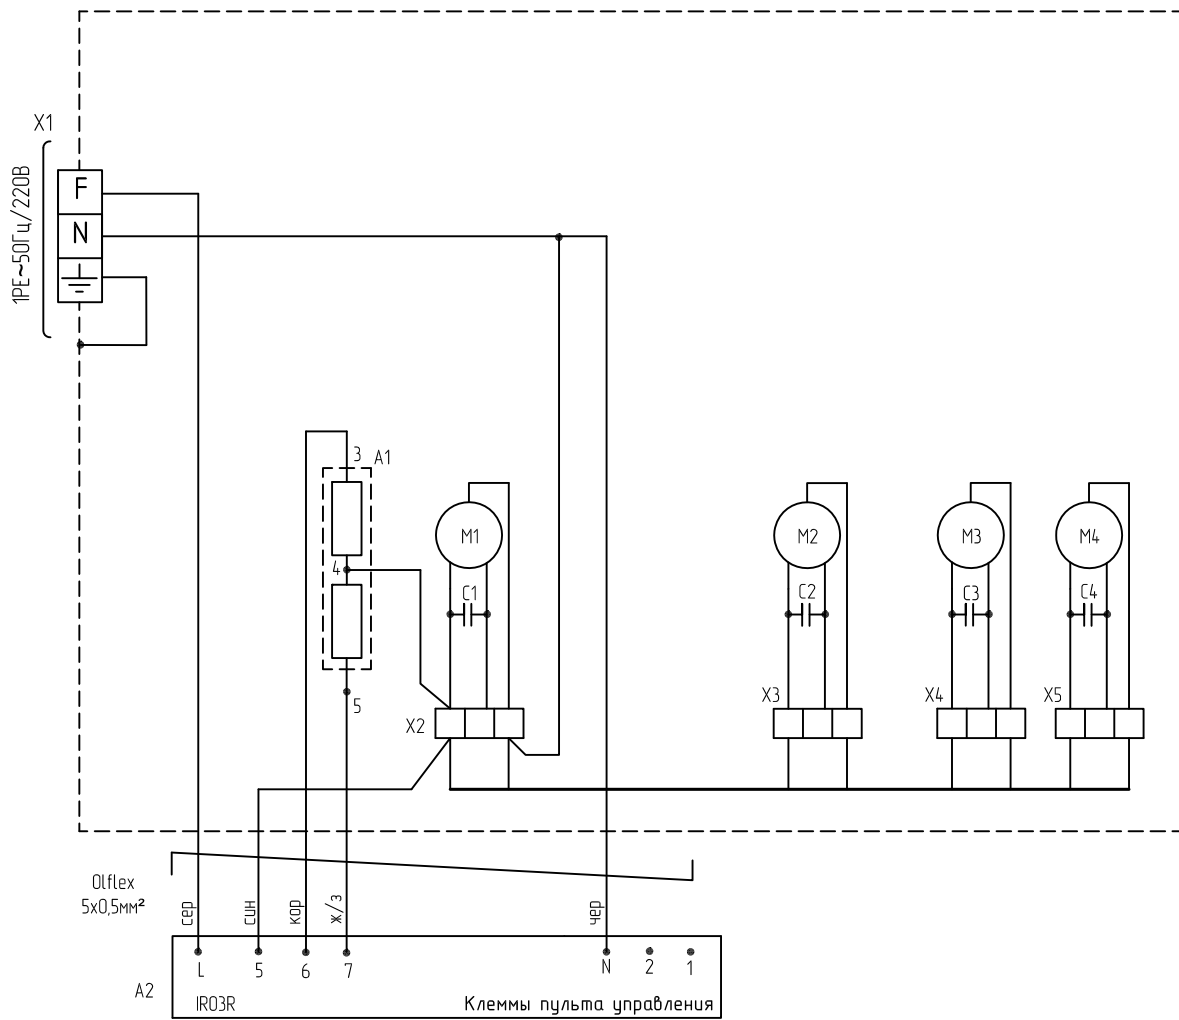 X1
1PE~50Гц/220В
F
N
3
A1
4
5
M1
M2
M3
M4
C1
C2
C3
C4
X2
X3
X4
X5
Olflex
5x0,5мм²
сер
син
кор
ж/з
чер
L
5
6
7
N
2
1
A2
IR03R
Клеммы пульта управления